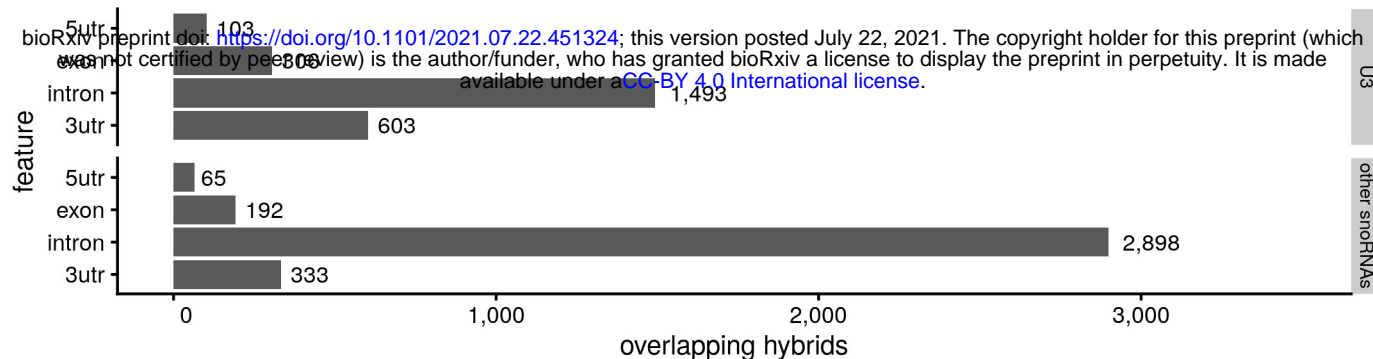 5utr 103
bioRxiv preprint doi: https://doi.org/10.1101/2021.07.22.451324; this version posted July 22, 2021. The copyright holder for this preprint (which
exon 306
was not certified by peer review) is the author/funder, who has granted bioRxiv a license to display the preprint in perpetuity. It is made
available under aCC-BY 4.0 International license.
intron 1,493
3utr 603
U3
feature
5utr 65
exon 192
intron 2,898
3utr 333
other snoRNAs
0 1,000 2,000 3,000
overlapping hybrids